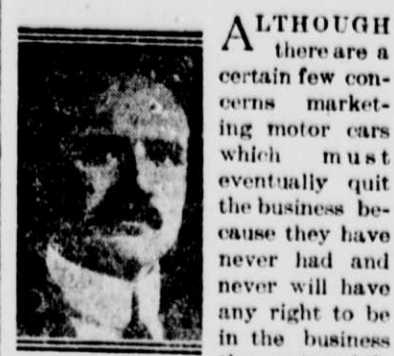 ALTHOUGH
there are a
certain few con-
cerns market-
ing motor cars
which must
eventually quit
the business be-
cause they have
never had and
never will have
any right to be
in the business